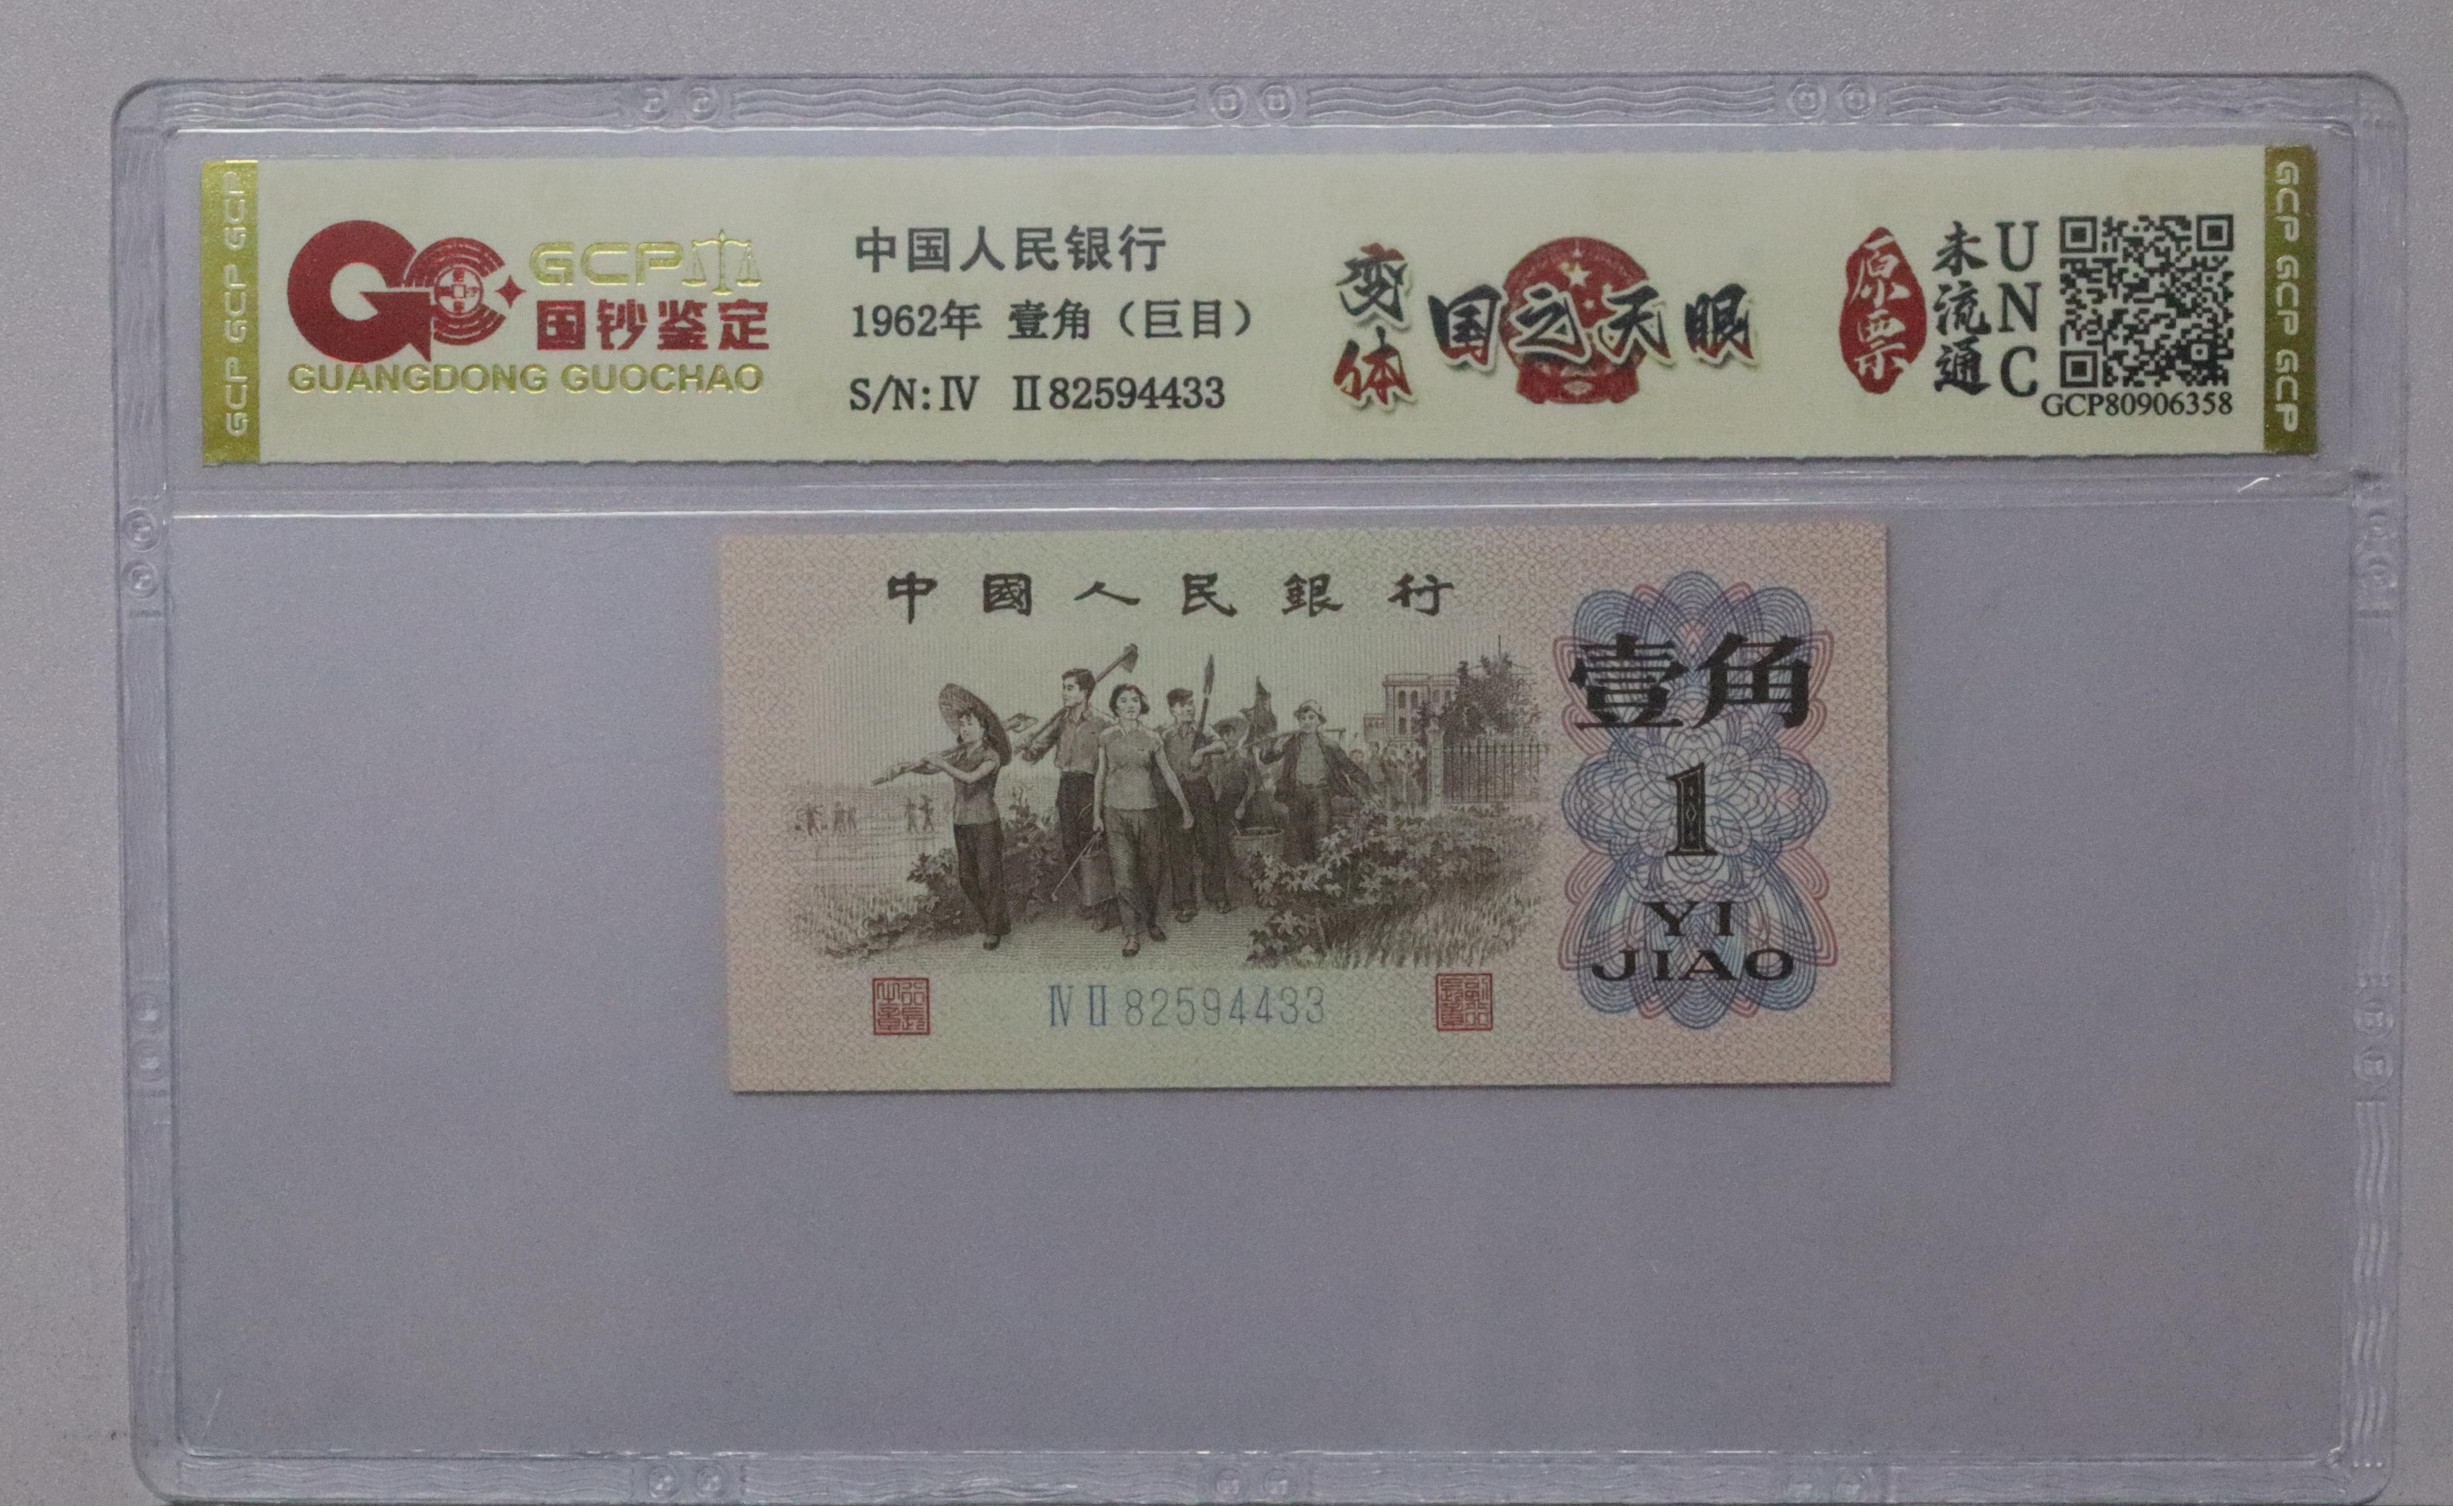 GCP GCP GCP
GCP
国钞鉴定
GUANGDONG GUOCHAO
中国人民银行
1962年 壹角（巨目）
S/N:Ⅳ Ⅱ82594433
变体
国之天眼
原票
未流通
UNC
GCP80906358
GCP GCP GCP
中國人民銀行
壹角
1
YI
JIAO
Ⅳ Ⅱ 82594433